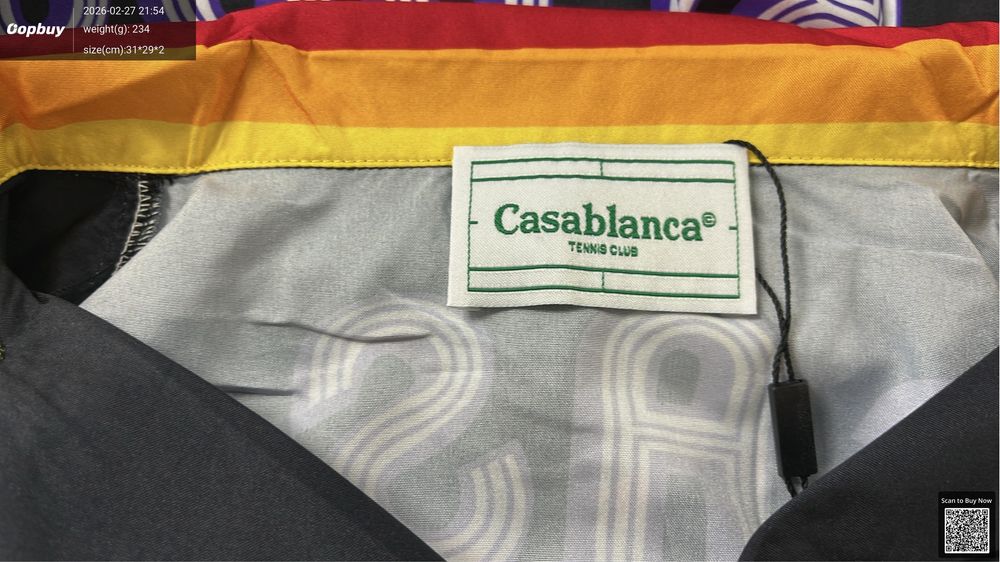 2026-02-27 21:54
Oopbuy
weight(g): 234
size(cm):31*29*2
Casablanca©
TENNIS CLUB
Scan to Buy Now